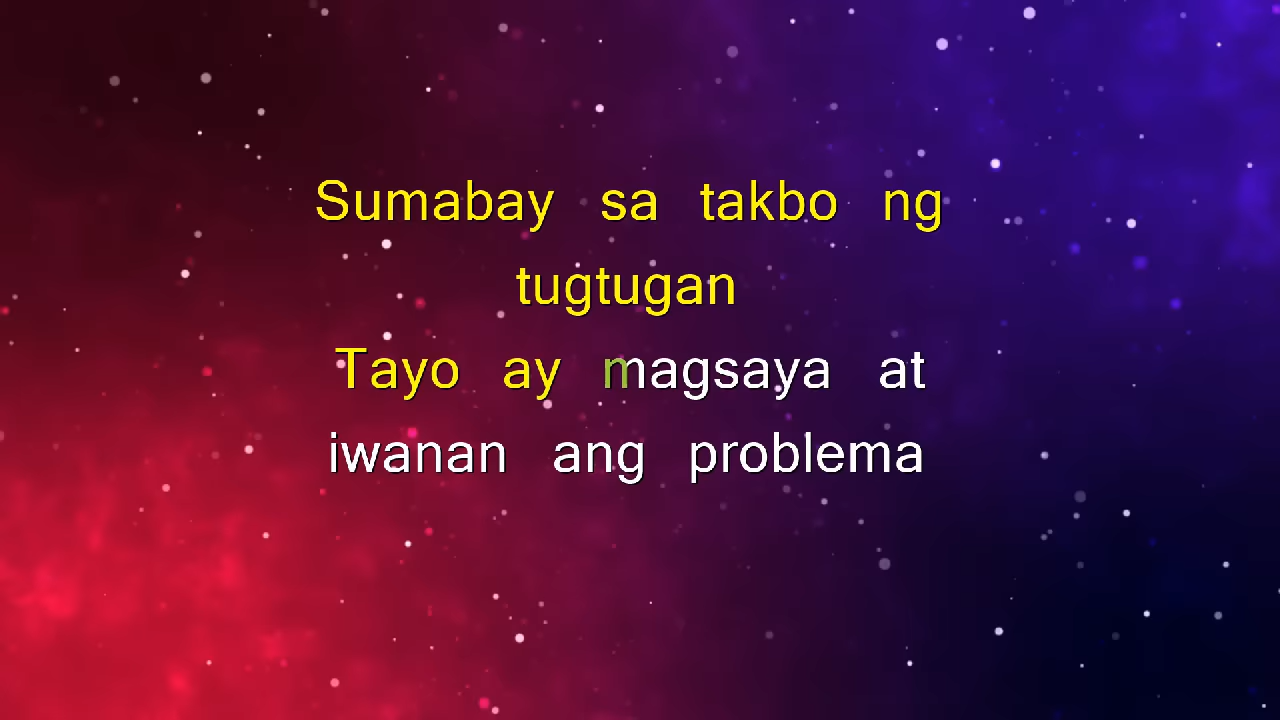 Sumabay sa takbo ng
tugtugan
Tayo ay magsaya at
iwanan ang problema